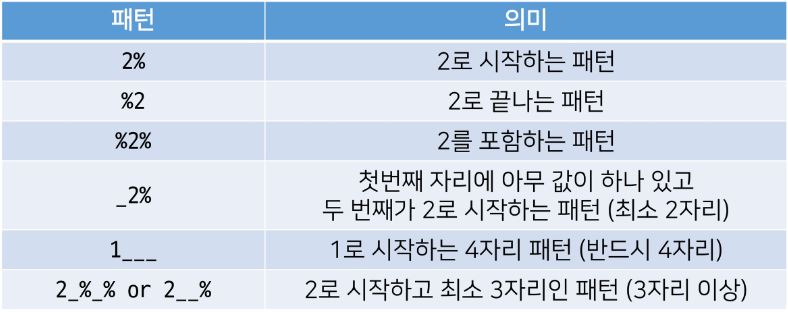 패턴 의미
2% 2로 시작하는 패턴
%2 2로 끝나는 패턴
%2% 2를 포함하는 패턴
_2% 첫번째 자리에 아무 값이 하나 있고
두 번째가 2로 시작하는 패턴 (최소 2자리)
1___ 1로 시작하는 4자리 패턴 (반드시 4자리)
2_%_% or 2__% 2로 시작하고 최소 3자리인 패턴 (3자리 이상)